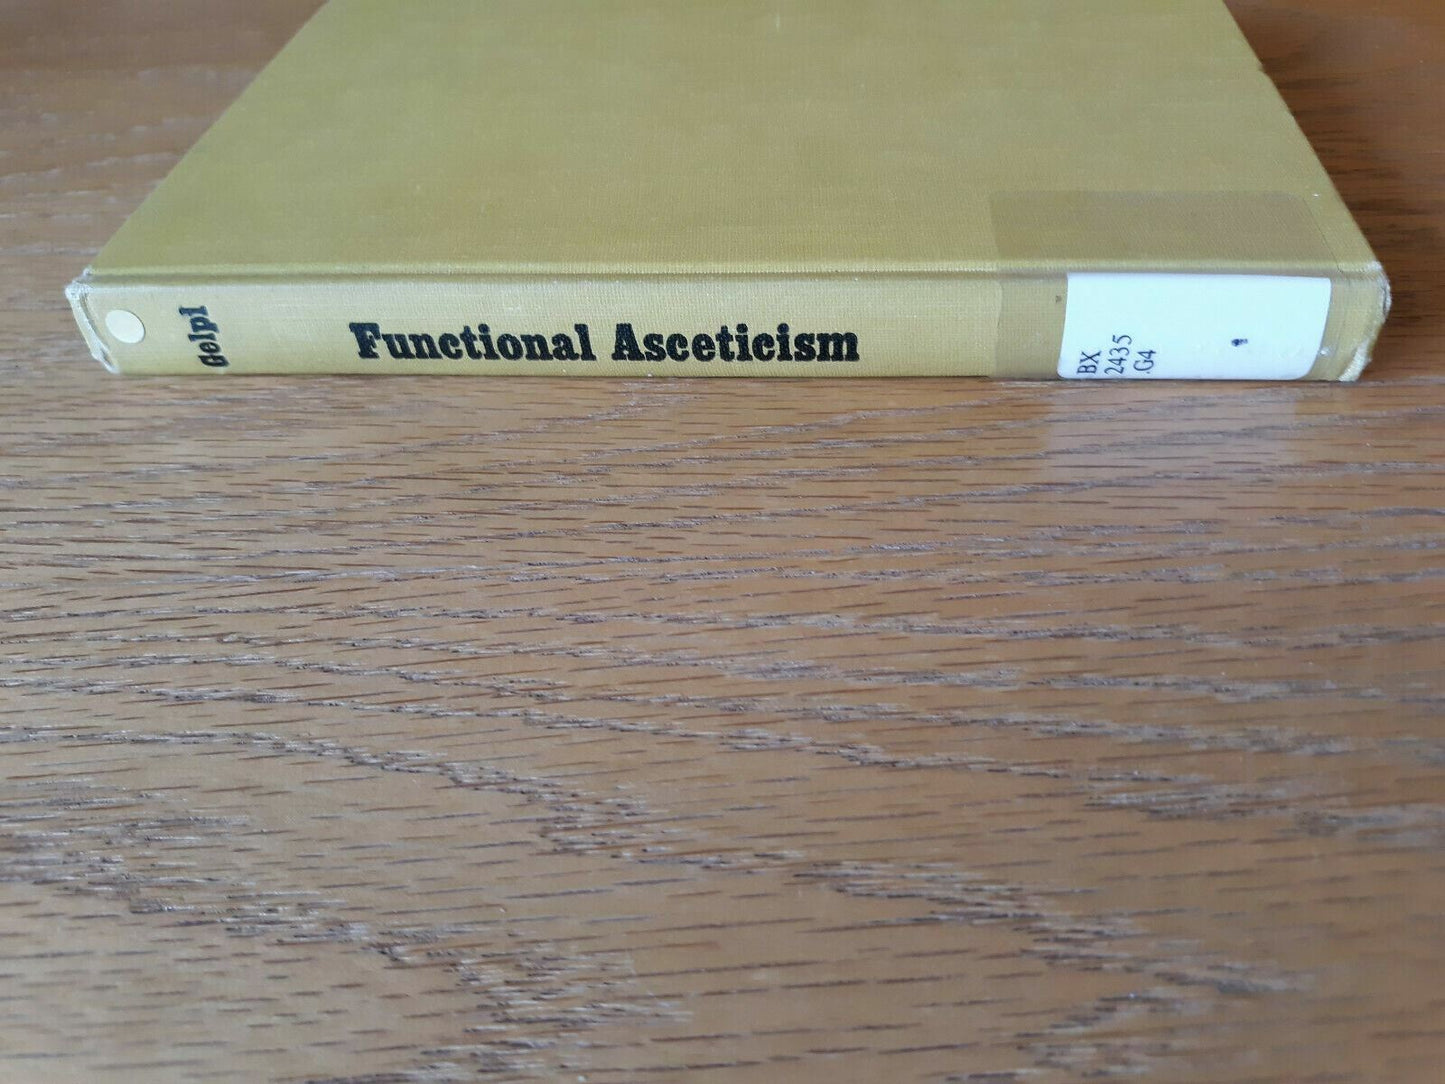 Gelpi
Functional Asceticism
BX
2435
.G4